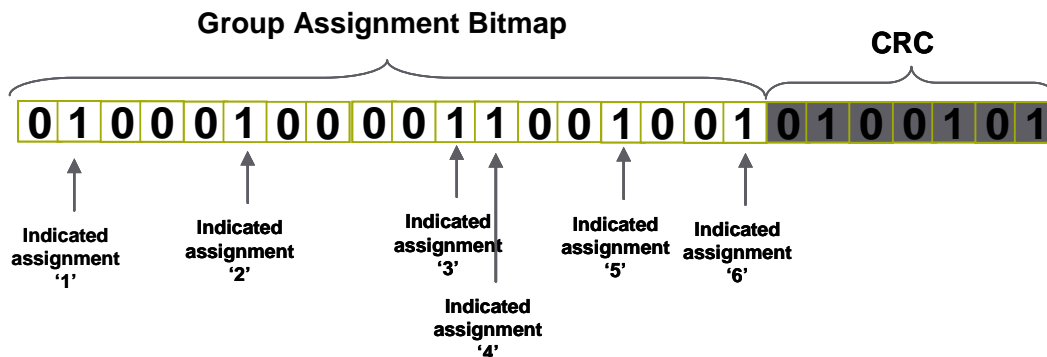 Group Assignment Bitmap
CRC
0 1 0 0 0 1 0 0 0 0 1 1 0 0 1 0 0 1 0 1 0 0 1 0 1
Indicated
assignment
‘1’
Indicated
assignment
‘2’
Indicated
assignment
‘3’
Indicated
assignment
‘4’
Indicated
assignment
‘5’
Indicated
assignment
‘6’